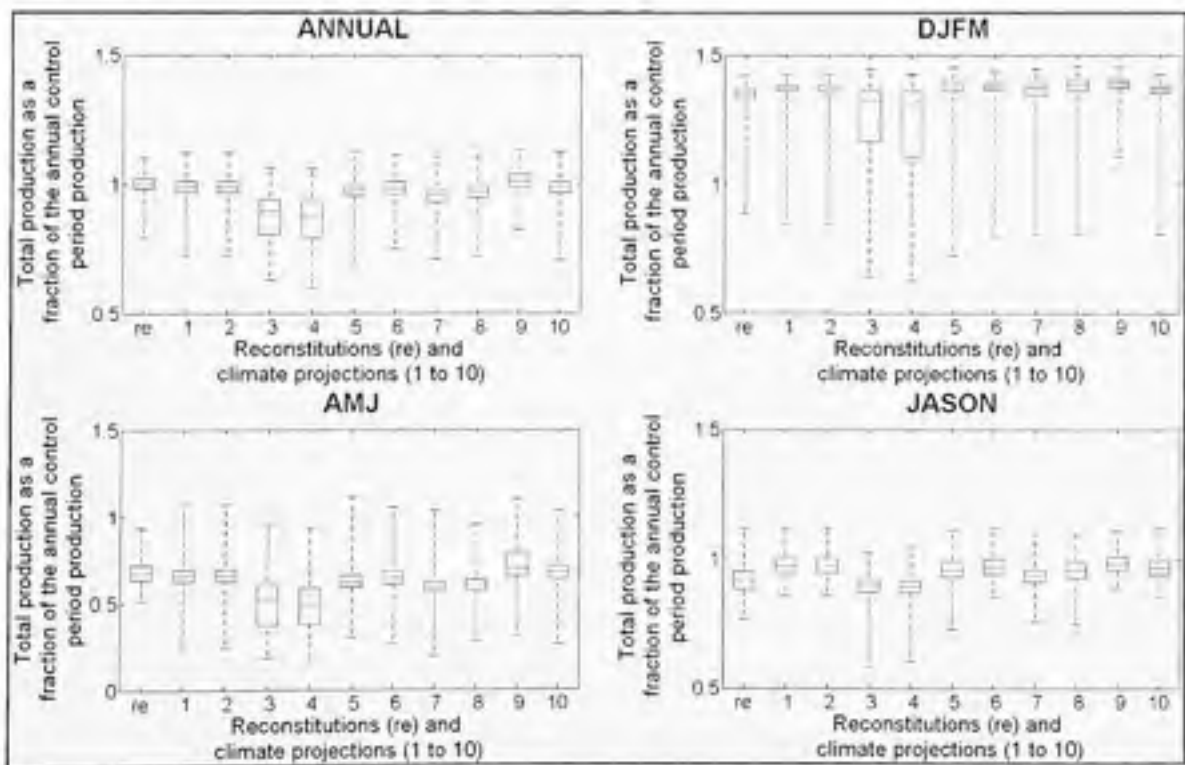 ANNUAL
Total production as a
fraction of the annual control
period production
1.5
1
0.5
re 1 2 3 4 5 6 7 8 9 10
Reconstitutions (re) and
climate projections (1 to 10)
DJFM
Total production as a
fraction of the annual control
period production
1.5
1
0.5
re 1 2 3 4 5 6 7 8 9 10
Reconstitutions (re) and
climate projections (1 to 10)
AMJ
Total production as a
fraction of the annual control
period production
1.5
1
0.5
0
re 1 2 3 4 5 6 7 8 9 10
Reconstitutions (re) and
climate projections (1 to 10)
JASON
Total production as a
fraction of the annual control
period production
1.5
1.0
0.5
re 1 2 3 4 5 6 7 8 9 10
Reconstitutions (re) and
climate projections (1 to 10)